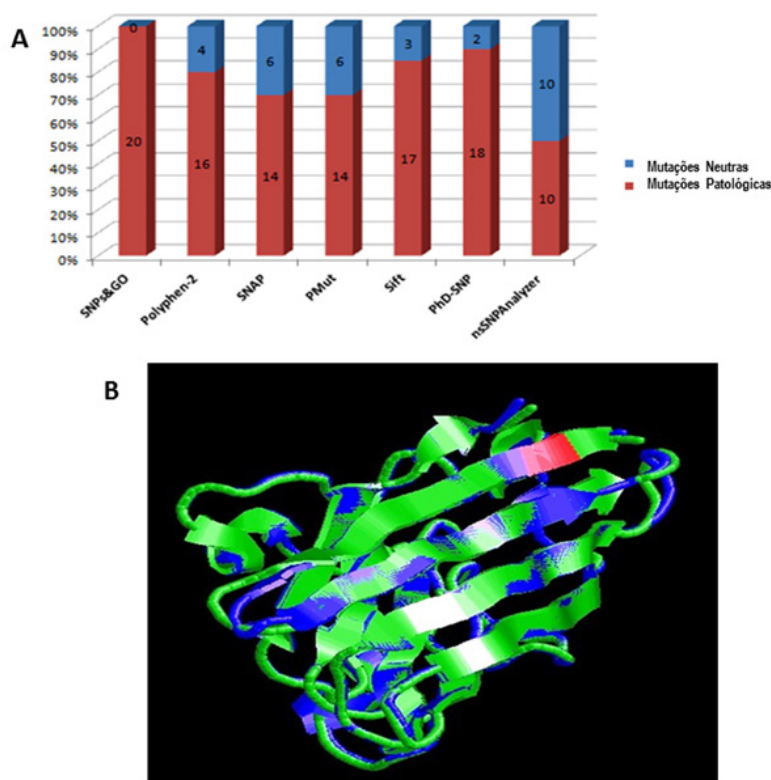 A
100%
90%
80%
70%
60%
50%
40%
30%
20%
10%
0%
0
4
6
6
3
2
10
20
16
14
14
17
18
10
SNPs&GO
Polyphen-2
SNAP
PMut
Sift
PhD-SNP
nsSNPAnalyzer
Mutações Neutras
Mutações Patológicas
B